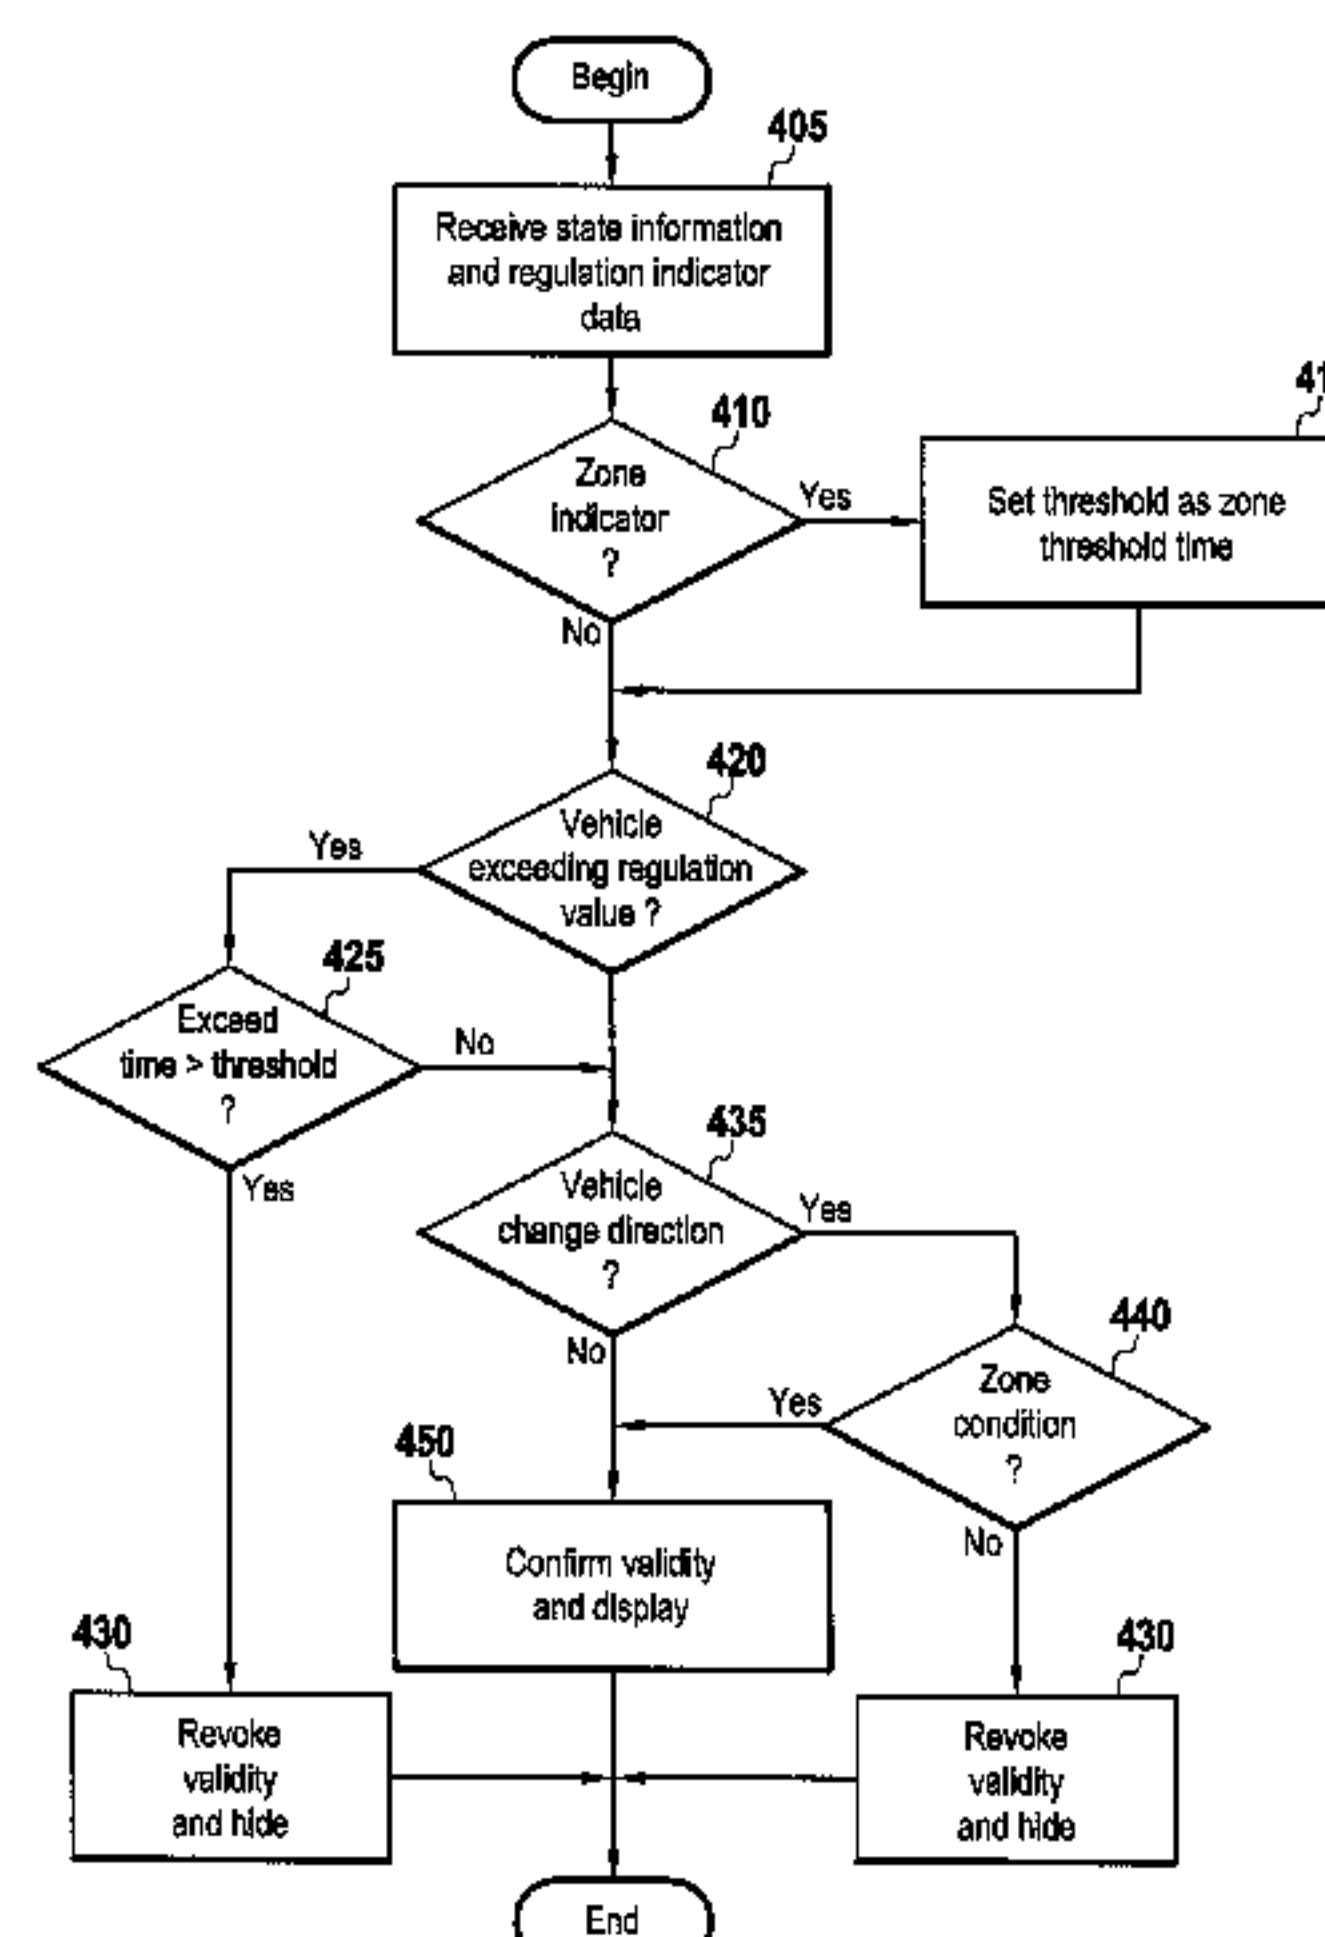 Begin
405
Receive state information
and regulation indicator
data
410
Zone
indicator
?
Yes
No
Set threshold as zone
threshold time
420
Vehicle
exceeding regulation
value ?
Yes
425
Exceed
time > threshold
?
No
Yes
435
Vehicle
change direction
?
Yes
No
440
Zone
condition
?
Yes
No
450
Confirm validity
and display
430
Revoke
validity
and hide
430
Revoke
validity
and hide
End